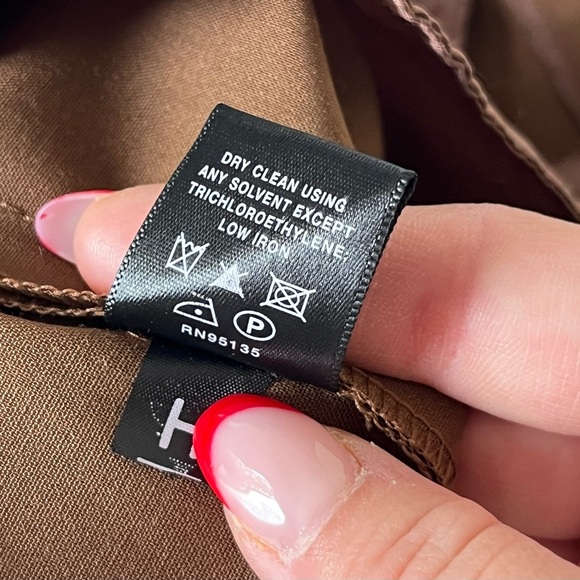 DRY CLEAN USING
ANY SOLVENT EXCEPT
TRICHLOROETHYLENE;
LOW IRON
P
RN95135
H